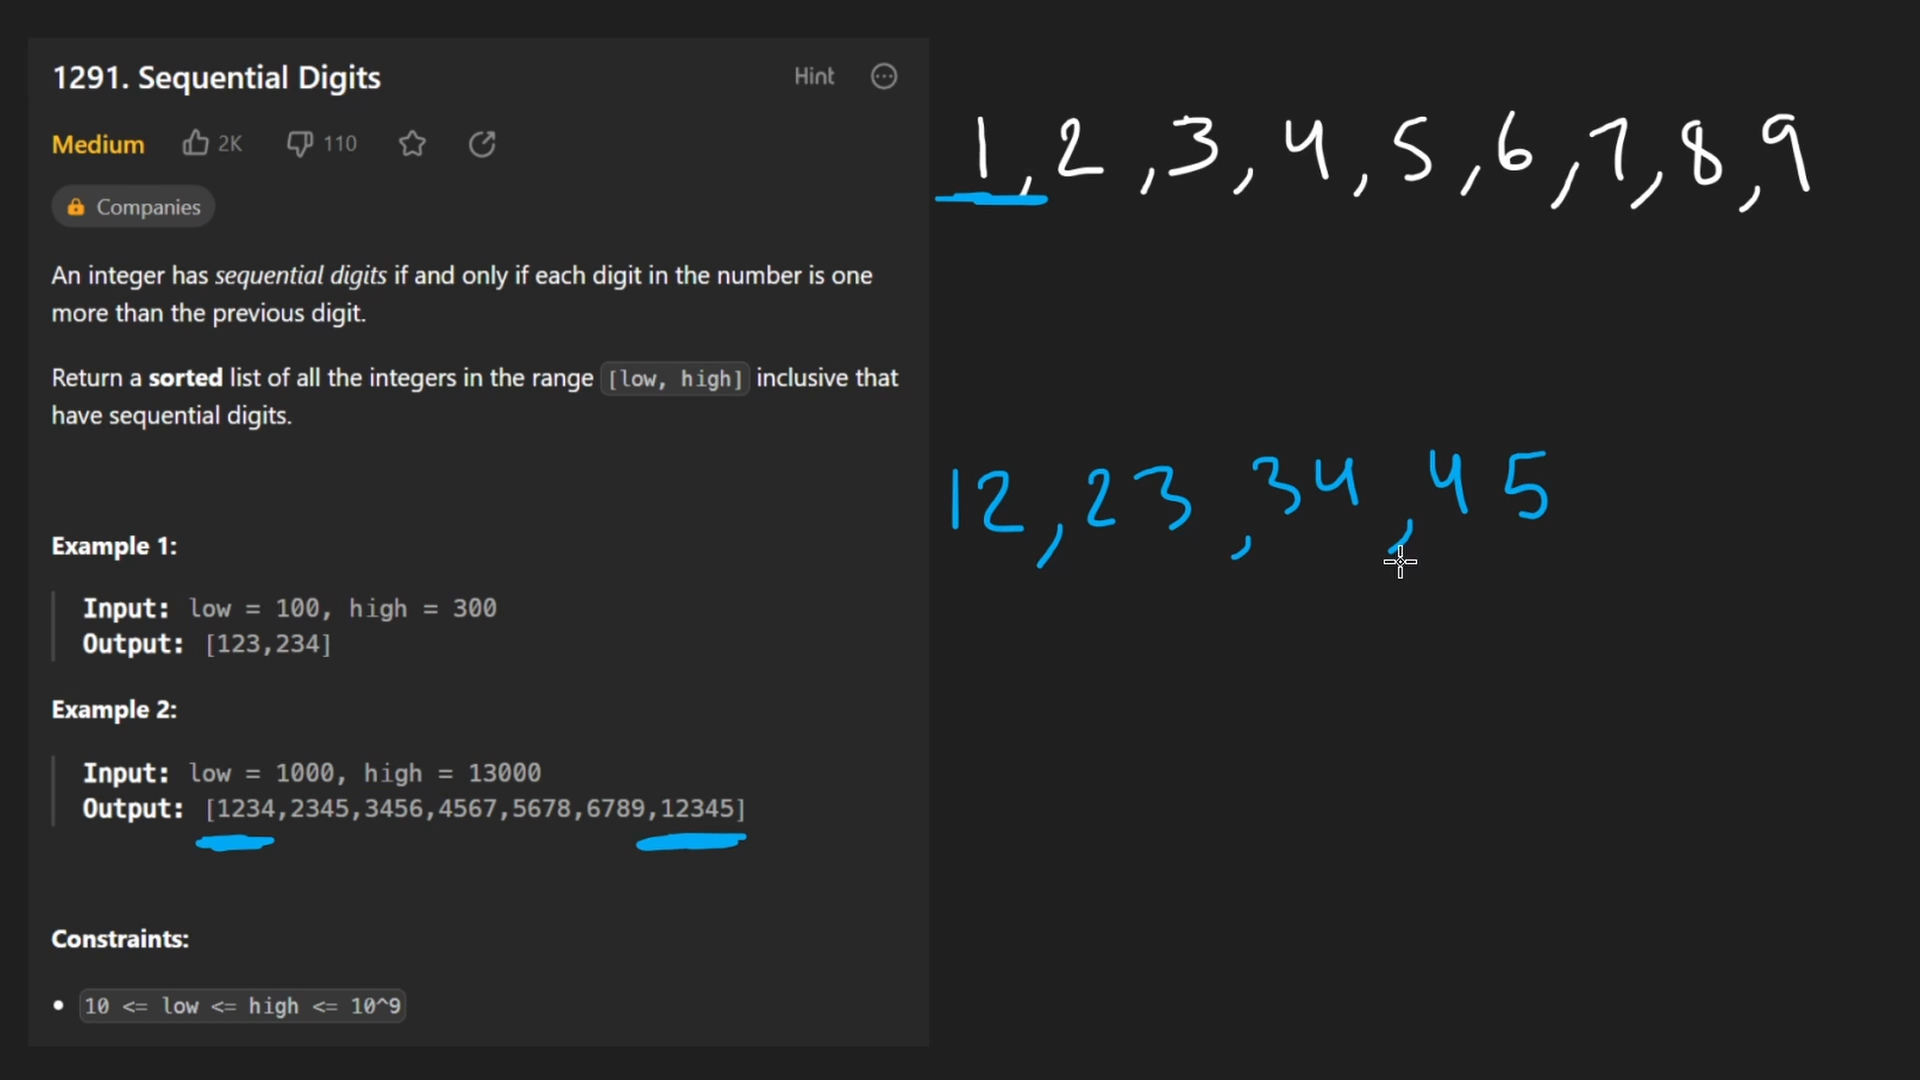 1291. Sequential Digits
Hint
Medium 2K 110
Companies
An integer has sequential digits if and only if each digit in the number is one
more than the previous digit.
Return a sorted list of all the integers in the range [low, high] inclusive that
have sequential digits.
Example 1:
Input: low = 100, high = 300
Output: [123,234]
Example 2:
Input: low = 1000, high = 13000
Output: [1234,2345,3456,4567,5678,6789,12345]
Constraints:
• 10 <= low <= high <= 10^9
1,2,3,4,5,6,7,8,9
12,23,34,45